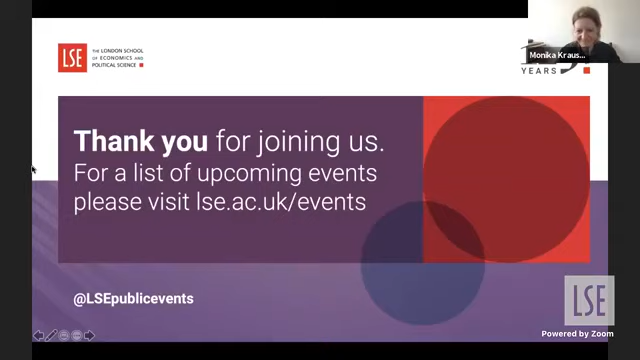 LSE
THE LONDON SCHOOL
OF ECONOMICS AND
POLITICAL SCIENCE
Monika Kraus...
YEARS
Thank you for joining us.
For a list of upcoming events
please visit lse.ac.uk/events
@LSEpublicevents
LSE
Powered by Zoom